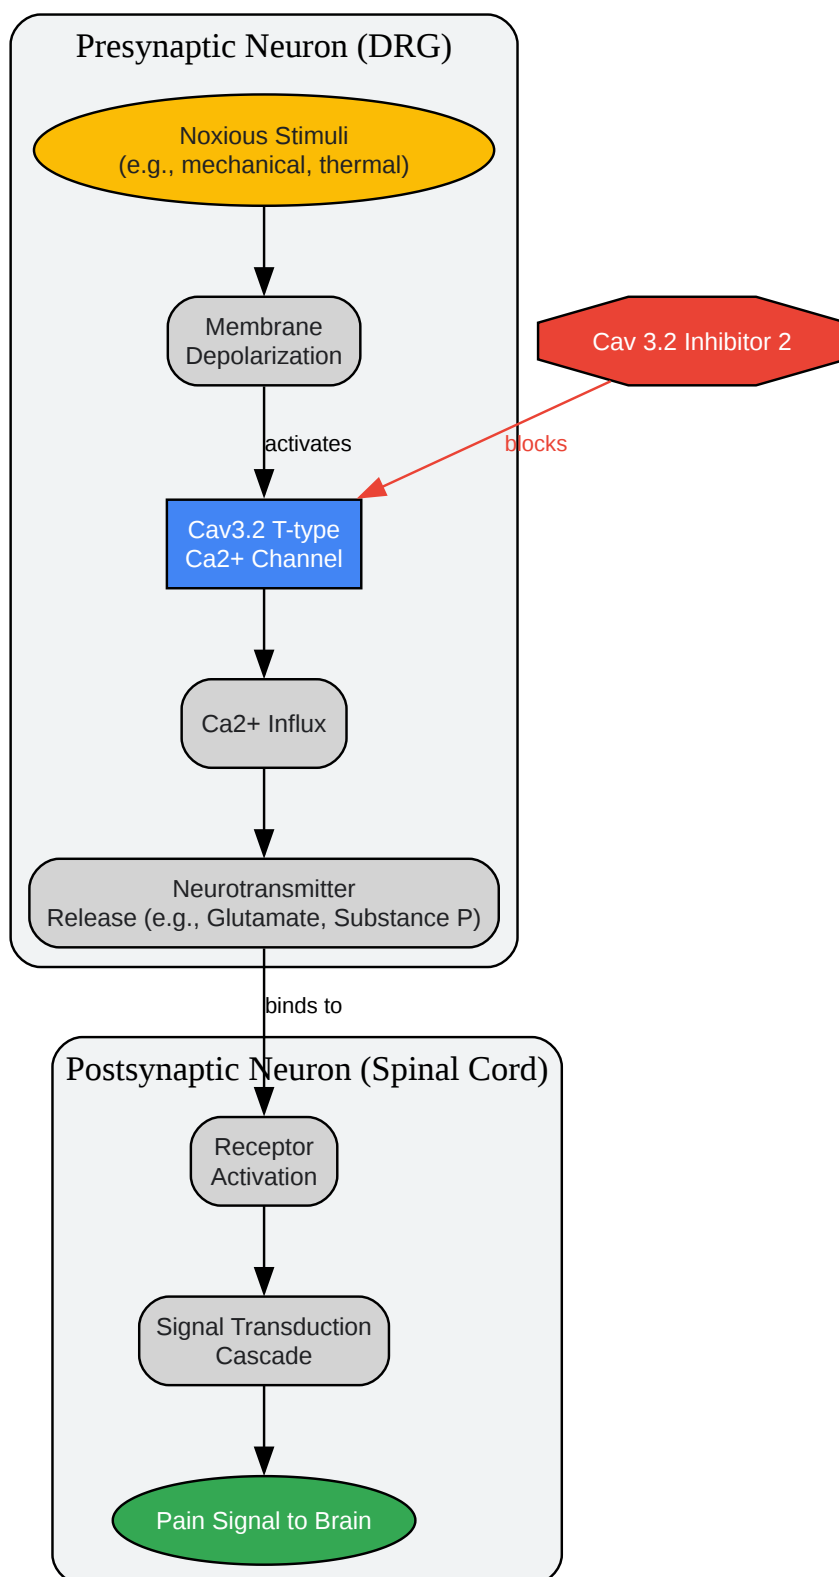 Presynaptic Neuron (DRG)
Noxious Stimuli
(e.g., mechanical, thermal)
Membrane
Depolarization
Cav 3.2 Inhibitor 2
activates
blocks
Cav3.2 T-type
Ca2+ Channel
Ca2+ Influx
Neurotransmitter
Release (e.g., Glutamate, Substance P)
binds to
Postsynaptic Neuron (Spinal Cord)
Receptor
Activation
Signal Transduction
Cascade
Pain Signal to Brain